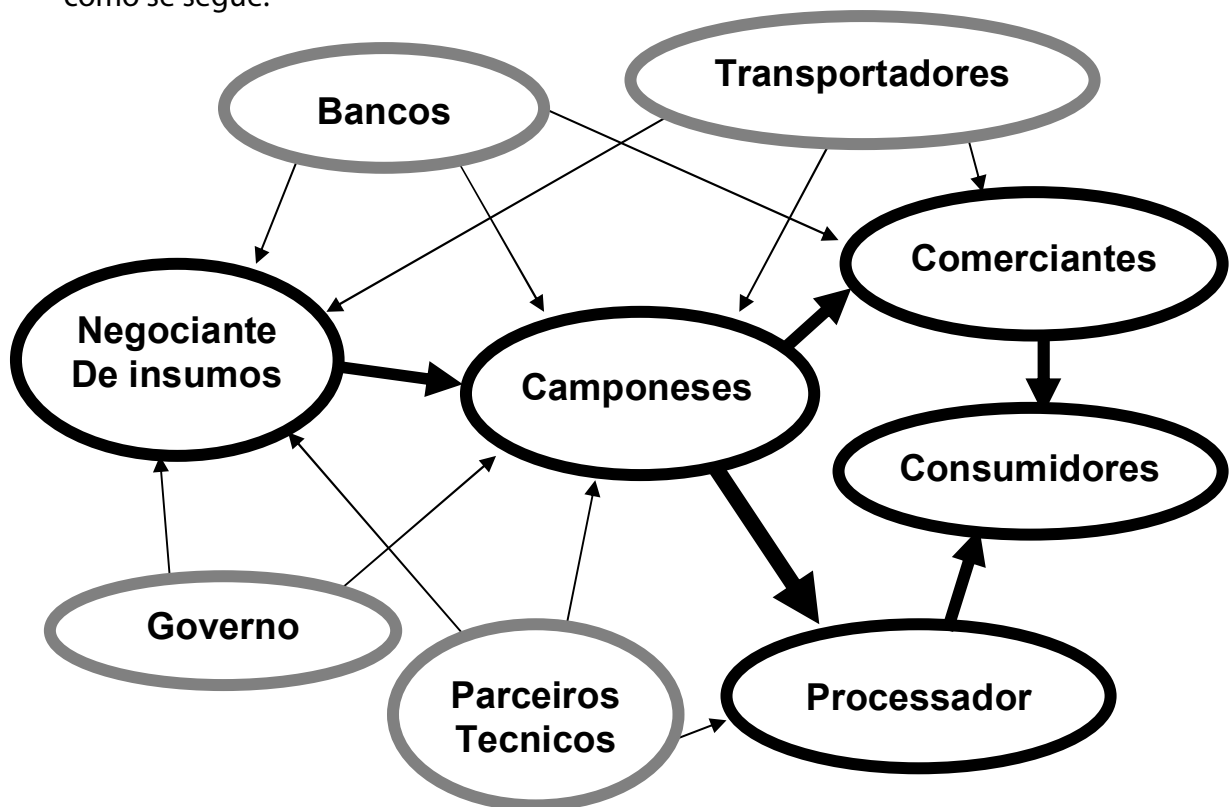 como se segue:
Bancos
Transportadores
Comerciantes
Negociante
De insumos
Camponeses
Consumidores
Governo
Parceiros
Tecnicos
Processador